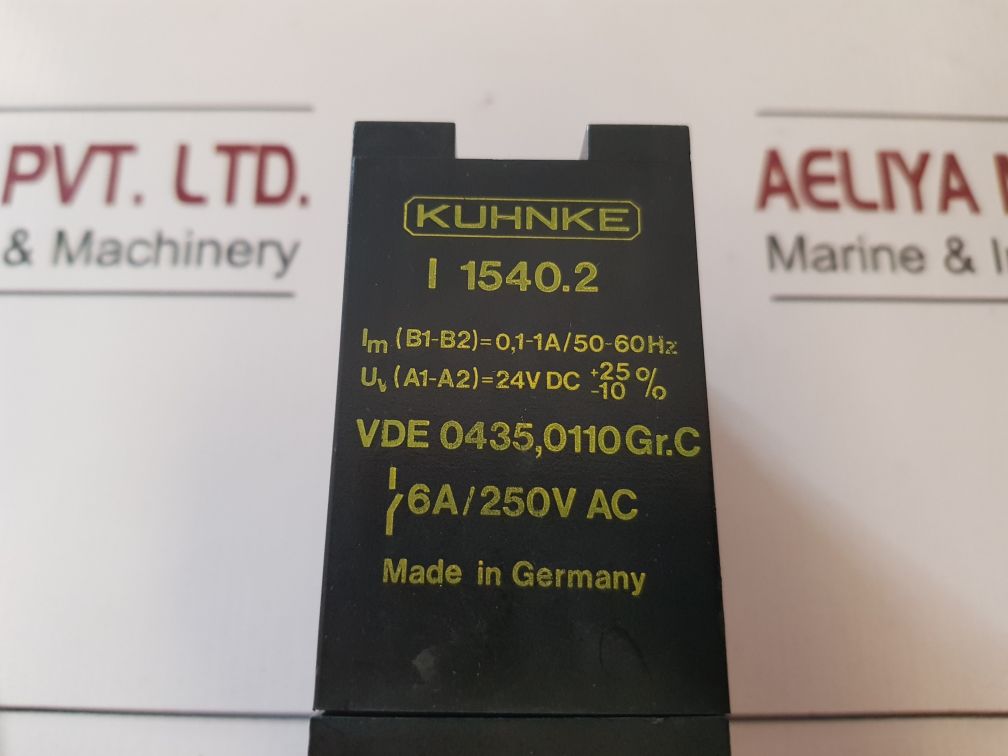 PVT. LTD.
& Machinery
AELIYA
Marine &
KUHNKE
I 1540.2
Im (B1-B2)=0,1-1A/50-60Hz
Uv (A1-A2)=24V DC +25 -10 %
VDE 0435,0110 Gr.C
6A/250V AC
Made in Germany